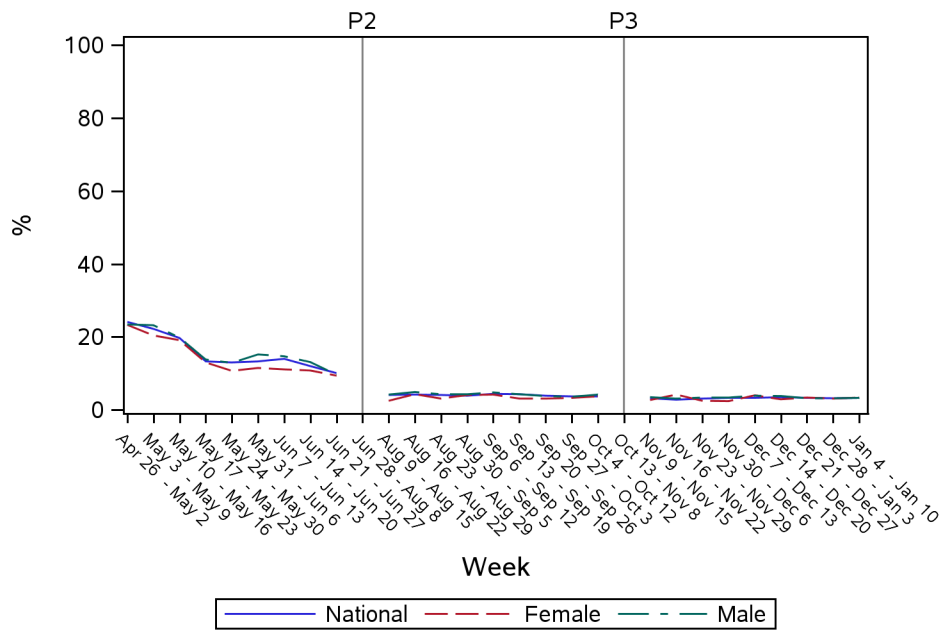 P2 P3
100
80
60
40
20
0
%
Apr 26 - May 2
May 3 - May 9
May 10 - May 16
May 17 - May 23
May 24 - May 30
May 31 - Jun 6
Jun 7 - Jun 13
Jun 14 - Jun 20
Jun 21 - Jun 27
Jun 28 - Aug 8
Aug 9 - Aug 15
Aug 16 - Aug 22
Aug 23 - Aug 29
Aug 30 - Sep 5
Sep 6 - Sep 12
Sep 13 - Sep 19
Sep 20 - Sep 26
Sep 27 - Oct 3
Oct 4 - Oct 12
Oct 13 - Nov 8
Nov 9 - Nov 15
Nov 16 - Nov 22
Nov 23 - Nov 29
Nov 30 - Dec 6
Dec 7 - Dec 13
Dec 14 - Dec 20
Dec 21 - Dec 27
Dec 28 - Jan 3
Jan 4 - Jan 10
Week
National Female Male